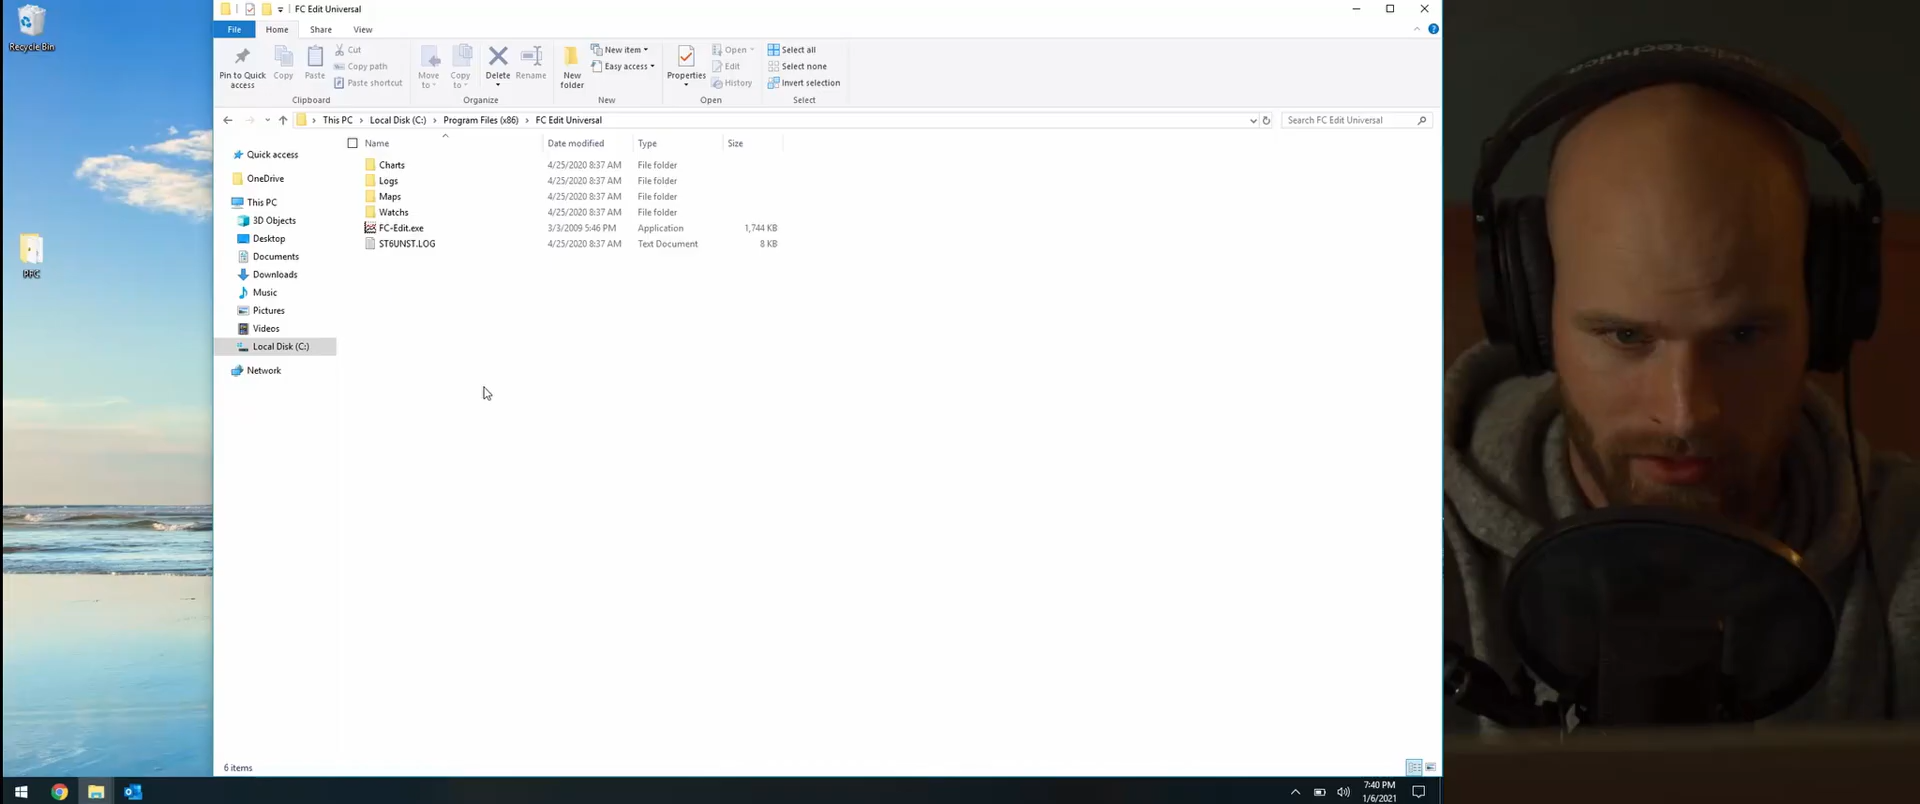 FC Edit Universal
Recycle Bin
PFC
File Home Share View
Pin to Quick access
Copy
Paste
Cut
Copy path
Paste shortcut
Clipboard
Move to
Copy to
Delete
Rename
Organize
New folder
New item
Easy access
New
Properties
Open
Edit
History
Open
Select all
Select none
Invert selection
Select
This PC > Local Disk (C:) > Program Files (x86) > FC Edit Universal
Search FC Edit Universal
Quick access
OneDrive
This PC
3D Objects
Desktop
Documents
Downloads
Music
Pictures
Videos
Local Disk (C:)
Network
Name Date modified Type Size
Charts 4/25/2020 8:37 AM File folder
Logs 4/25/2020 8:37 AM File folder
Maps 4/25/2020 8:37 AM File folder
Watchs 4/25/2020 8:37 AM File folder
FC-Edit.exe 3/3/2009 5:46 PM Application 1,744 KB
ST6UNST.LOG 4/25/2020 8:37 AM Text Document 8 KB
6 items
7:40 PM
1/6/2021
audio-technica